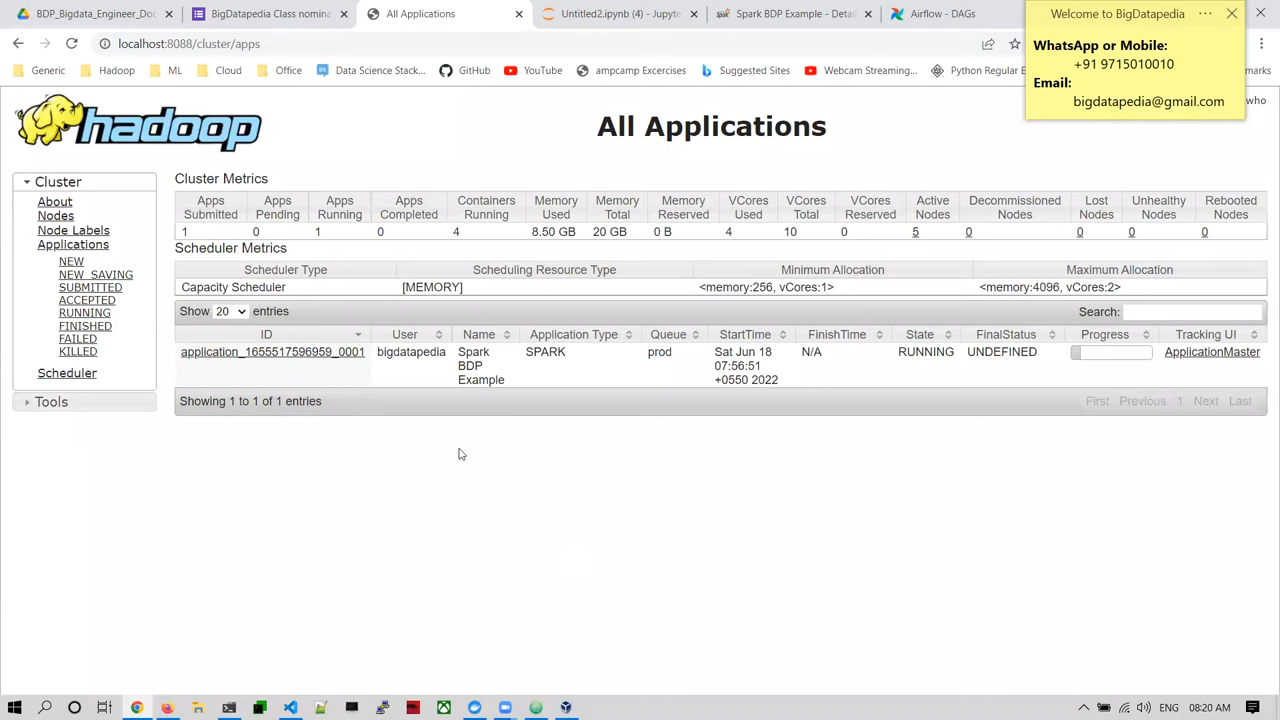 BDP_Bigdata_Engineer_Doc
BigDatapedia Class nomina
All Applications
Untitled2.ipynb (4) - Jupyte
Spark BDP Example - Detai
Airflow - DAGs
localhost:8088/cluster/apps
Generic
Hadoop
ML
Cloud
Office
Data Science Stack...
GitHub
YouTube
ampcamp Excercises
Suggested Sites
Webcam Streaming...
Python Regular E
marks
Welcome to BigDatapedia
WhatsApp or Mobile:
+91 9715010010
Email:
bigdatapedia@gmail.com
who
hadoop
All Applications
Cluster
About
Nodes
Node Labels
Applications
NEW
NEW_SAVING
SUBMITTED
ACCEPTED
RUNNING
FINISHED
FAILED
KILLED
Scheduler
Tools
Cluster Metrics
Apps Submitted Apps Pending Apps Running Apps Completed Containers Running Memory Used Memory Total Memory Reserved VCores Used VCores Total VCores Reserved Active Nodes Decommissioned Nodes Lost Nodes Unhealthy Nodes Rebooted Nodes
1 0 1 0 4 8.50 GB 20 GB 0 B 4 10 0 5 0 0 0 0
Scheduler Metrics
Scheduler Type Scheduling Resource Type Minimum Allocation Maximum Allocation
Capacity Scheduler [MEMORY] <memory:256, vCores:1> <memory:4096, vCores:2>
Show 20 entries Search:
ID User Name Application Type Queue StartTime FinishTime State FinalStatus Progress Tracking UI
application_1655517596959_0001 bigdatapedia Spark BDP Example SPARK prod Sat Jun 18 07:56:51 +0550 2022 N/A RUNNING UNDEFINED ApplicationMaster
Showing 1 to 1 of 1 entries First Previous 1 Next Last
ENG 08:20 AM